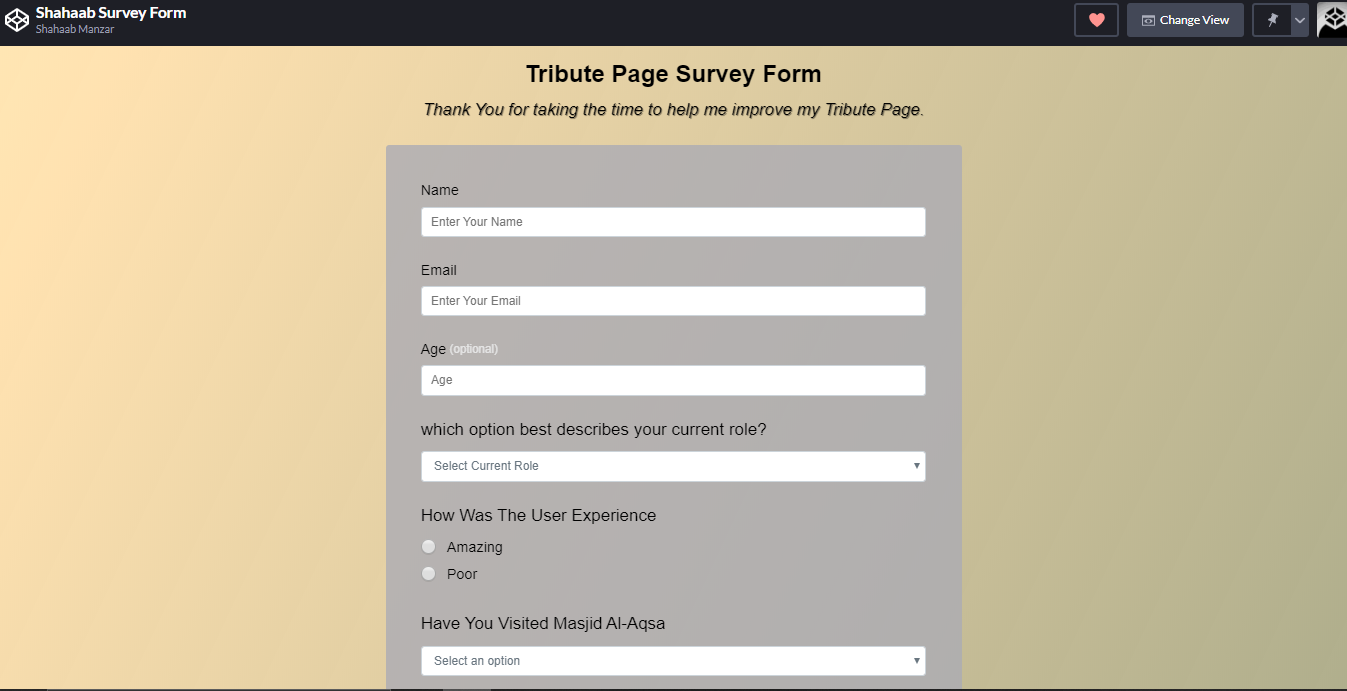 Shahaab Survey Form
Shahaab Manzar
Change View
Tribute Page Survey Form
Thank You for taking the time to help me improve my Tribute Page.
Name
Enter Your Name
Email
Enter Your Email
Age (optional)
Age
which option best describes your current role?
Select Current Role
How Was The User Experience
Amazing
Poor
Have You Visited Masjid Al-Aqsa
Select an option